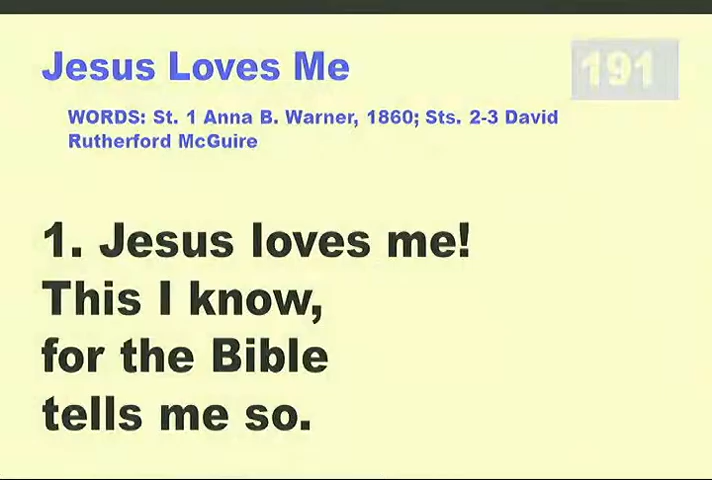 Jesus Loves Me
191
WORDS: St. 1 Anna B. Warner, 1860; Sts. 2-3 David
Rutherford McGuire
1. Jesus loves me!
This I know,
for the Bible
tells me so.